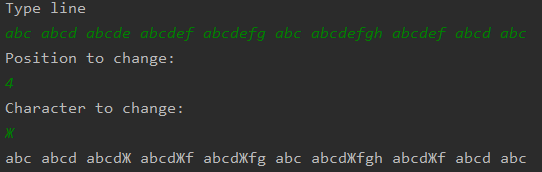 Type line
abc abcd abcde abcdef abcdefg abc abcdefgh abcdef abcd abc
Position to change:
4
Character to change:
Ж
abc abcd abcdЖ abcdЖf abcdЖfg abc abcdЖfgh abcdЖf abcd abc